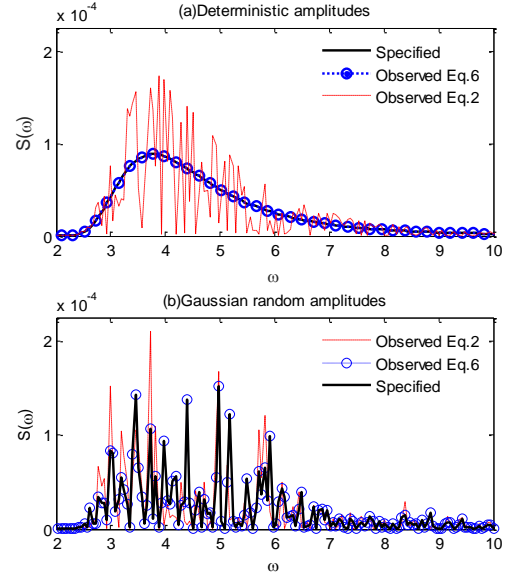 (a)Deterministic amplitudes
x 10⁻⁴
2
1
0
S(ω)
Specified
Observed Eq.6
Observed Eq.2
2 3 4 5 6 7 8 9 10
ω
(b)Gaussian random amplitudes
x 10⁻⁴
2
1
0
S(ω)
Observed Eq.2
Observed Eq.6
Specified
2 3 4 5 6 7 8 9 10
ω